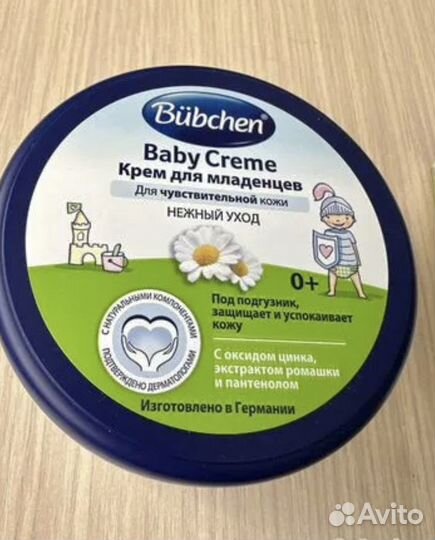 Bübchen®
Baby Creme
Крем для младенцев
Для чувствительной кожи
НЕЖНЫЙ УХОД
0+
Под подгузник,
защищает и успокаивает
кожу
С НАТУРАЛЬНЫМИ КОМПОНЕНТАМИ
ПОДТВЕРЖДЕНО ДЕРМАТОЛОГАМИ
С оксидом цинка,
экстрактом ромашки
и пантенолом
Изготовлено в Германии
Avito